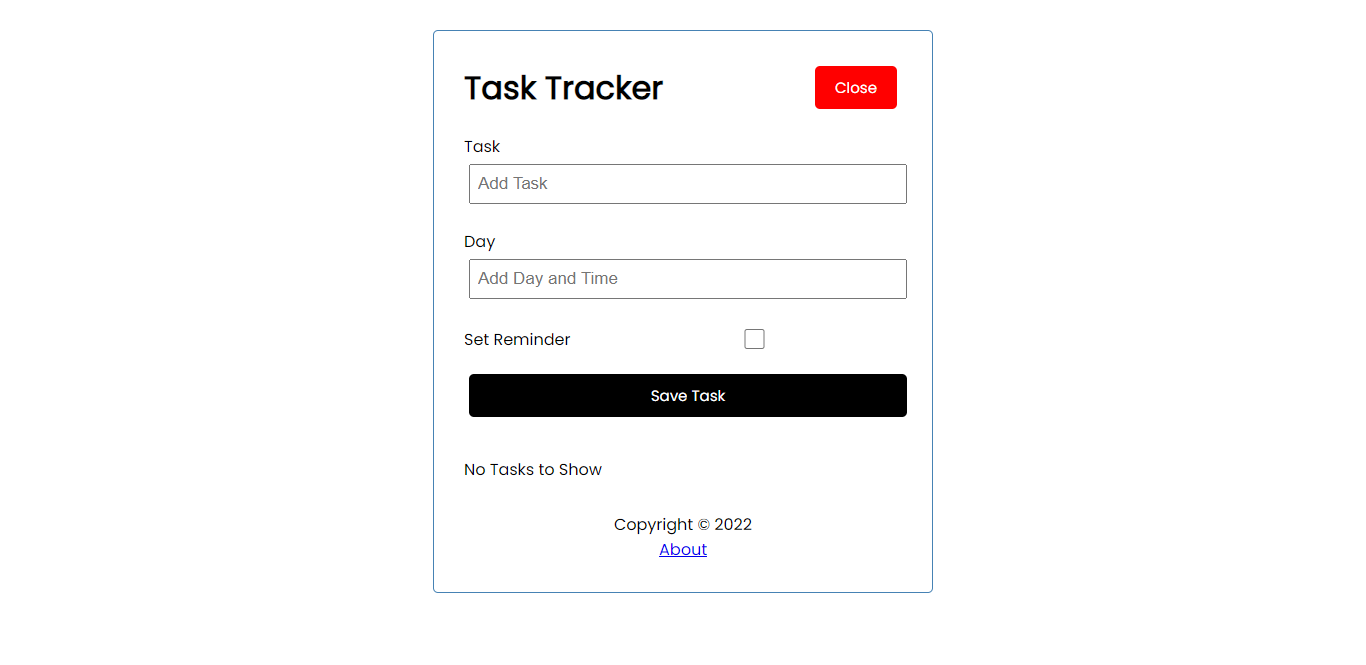 Task Tracker
Close
Task
Add Task
Day
Add Day and Time
Set Reminder
Save Task
No Tasks to Show
Copyright © 2022
About